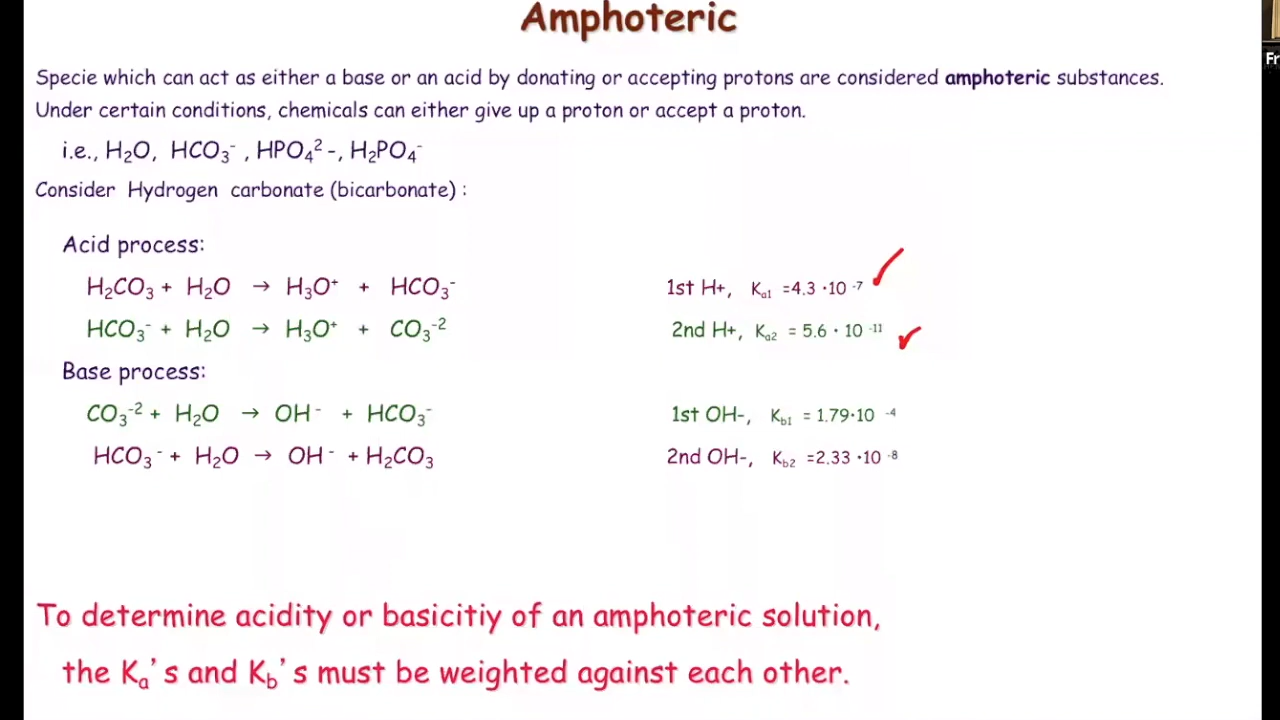 Amphoteric
Fr
Specie which can act as either a base or an acid by donating or accepting protons are considered amphoteric substances.
Under certain conditions, chemicals can either give up a proton or accept a proton.
i.e., H₂O, HCO₃⁻ , HPO₄² -, H₂PO₄⁻
Consider Hydrogen carbonate (bicarbonate) :
Acid process:
H₂CO₃ + H₂O → H₃O⁺ + HCO₃⁻ 1st H+, Kₐ₁ =4.3 ·10 ⁻⁷
HCO₃⁻ + H₂O → H₃O⁺ + CO₃⁻² 2nd H+, Kₐ₂ = 5.6 · 10 ⁻¹¹
Base process:
CO₃⁻² + H₂O → OH ⁻ + HCO₃⁻ 1st OH-, K_b1 = 1.79·10 ⁻⁴
HCO₃ ⁻ + H₂O → OH ⁻ + H₂CO₃ 2nd OH-, K_b2 =2.33 ·10 ⁻⁸
To determine acidity or basicitiy of an amphoteric solution,
the Kₐ's and K_b's must be weighted against each other.